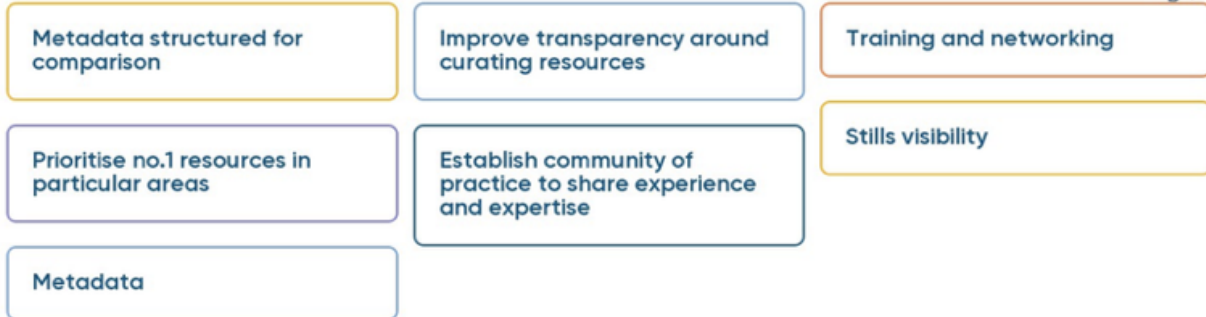 Metadata structured for
comparison
Prioritise no.1 resources in
particular areas
Metadata
Improve transparency around
curating resources
Establish community of
practice to share experience
and expertise
Training and networking
Stills visibility